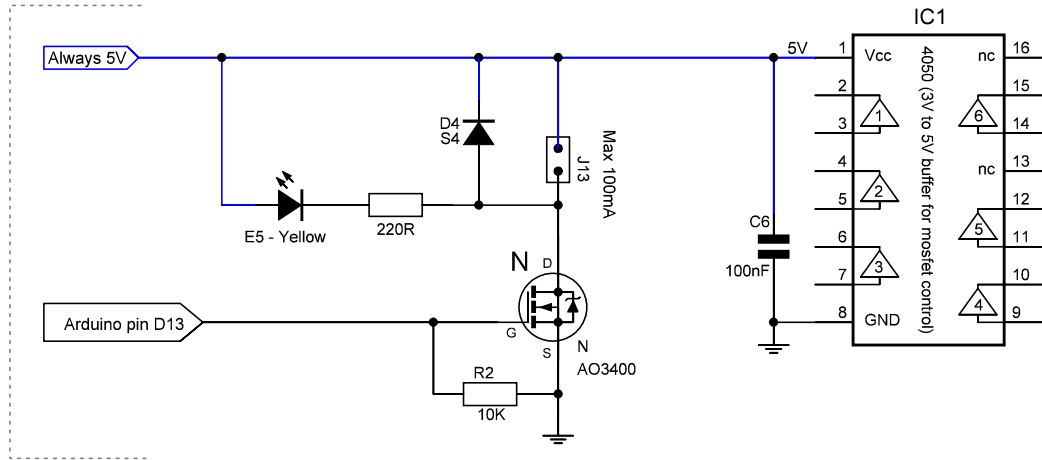 IC1
Always 5V
5V
1
Vcc
nc
16
2
1
3
6
15
14
4
2
5
nc
13
12
5
11
6
3
7
10
4
9
8
GND
4050 (3V to 5V buffer for mosfet control)
D4
S4
J13
Max 100mA
E5 - Yellow
220R
C6
100nF
N
D
G
S
N
AO3400
Arduino pin D13
R2
10K